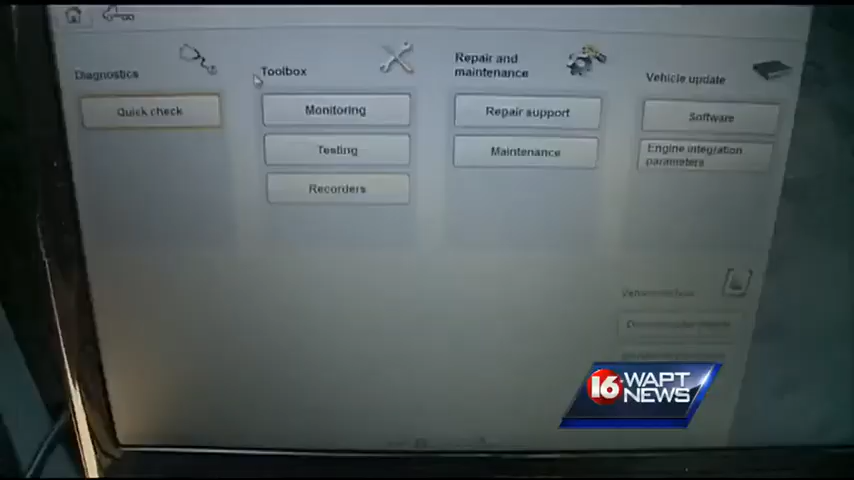 Diagnostics
Quick check
Toolbox
Monitoring
Testing
Recorders
Repair and
maintenance
Repair support
Maintenance
Vehicle update
Software
Engine integration
parameters
16 WAPT
NEWS